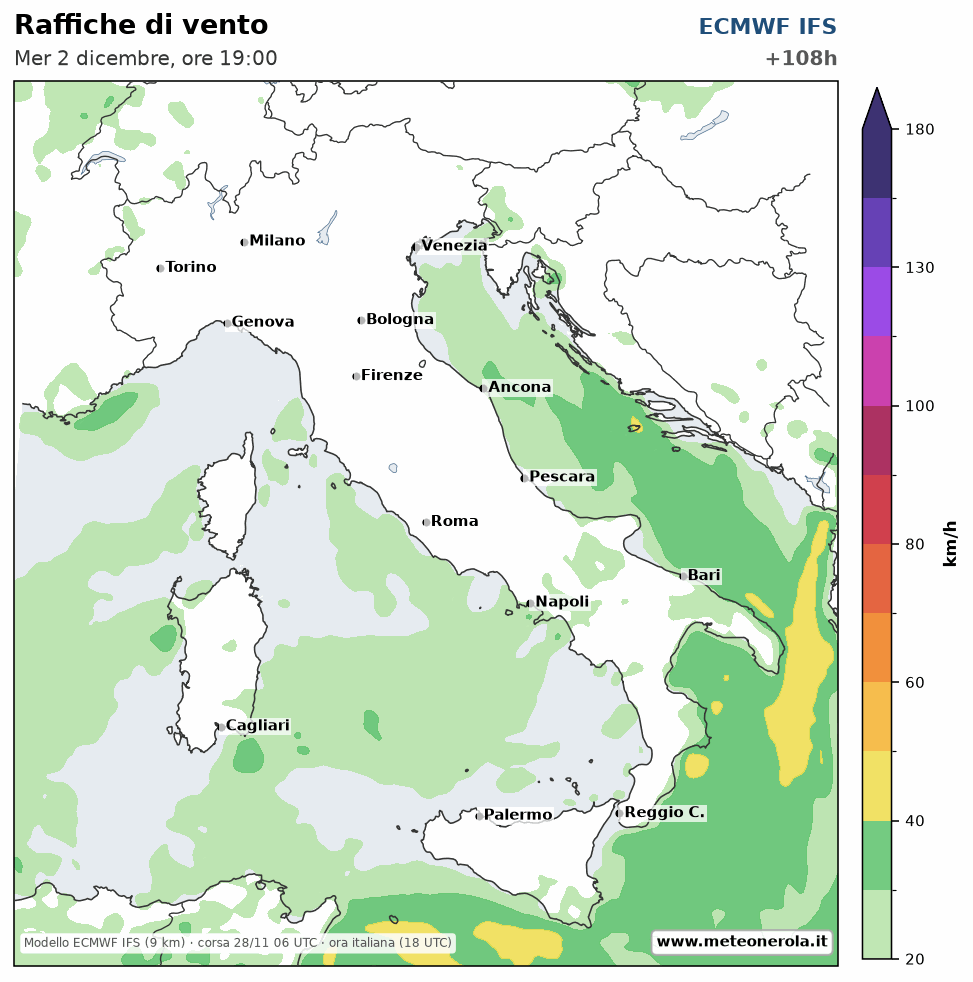 Raffiche di vento
ECMWF IFS
Mer 2 dicembre, ore 19:00
+108h
180
130
100
80
60
40
20
km/h
Milano
Venezia
Torino
Genova
Bologna
Firenze
Ancona
Pescara
Roma
Bari
Napoli
Cagliari
Palermo
Reggio C.
Modello ECMWF IFS (9 km) · corsa 28/11 06 UTC · ora italiana (18 UTC)
www.meteonerola.it